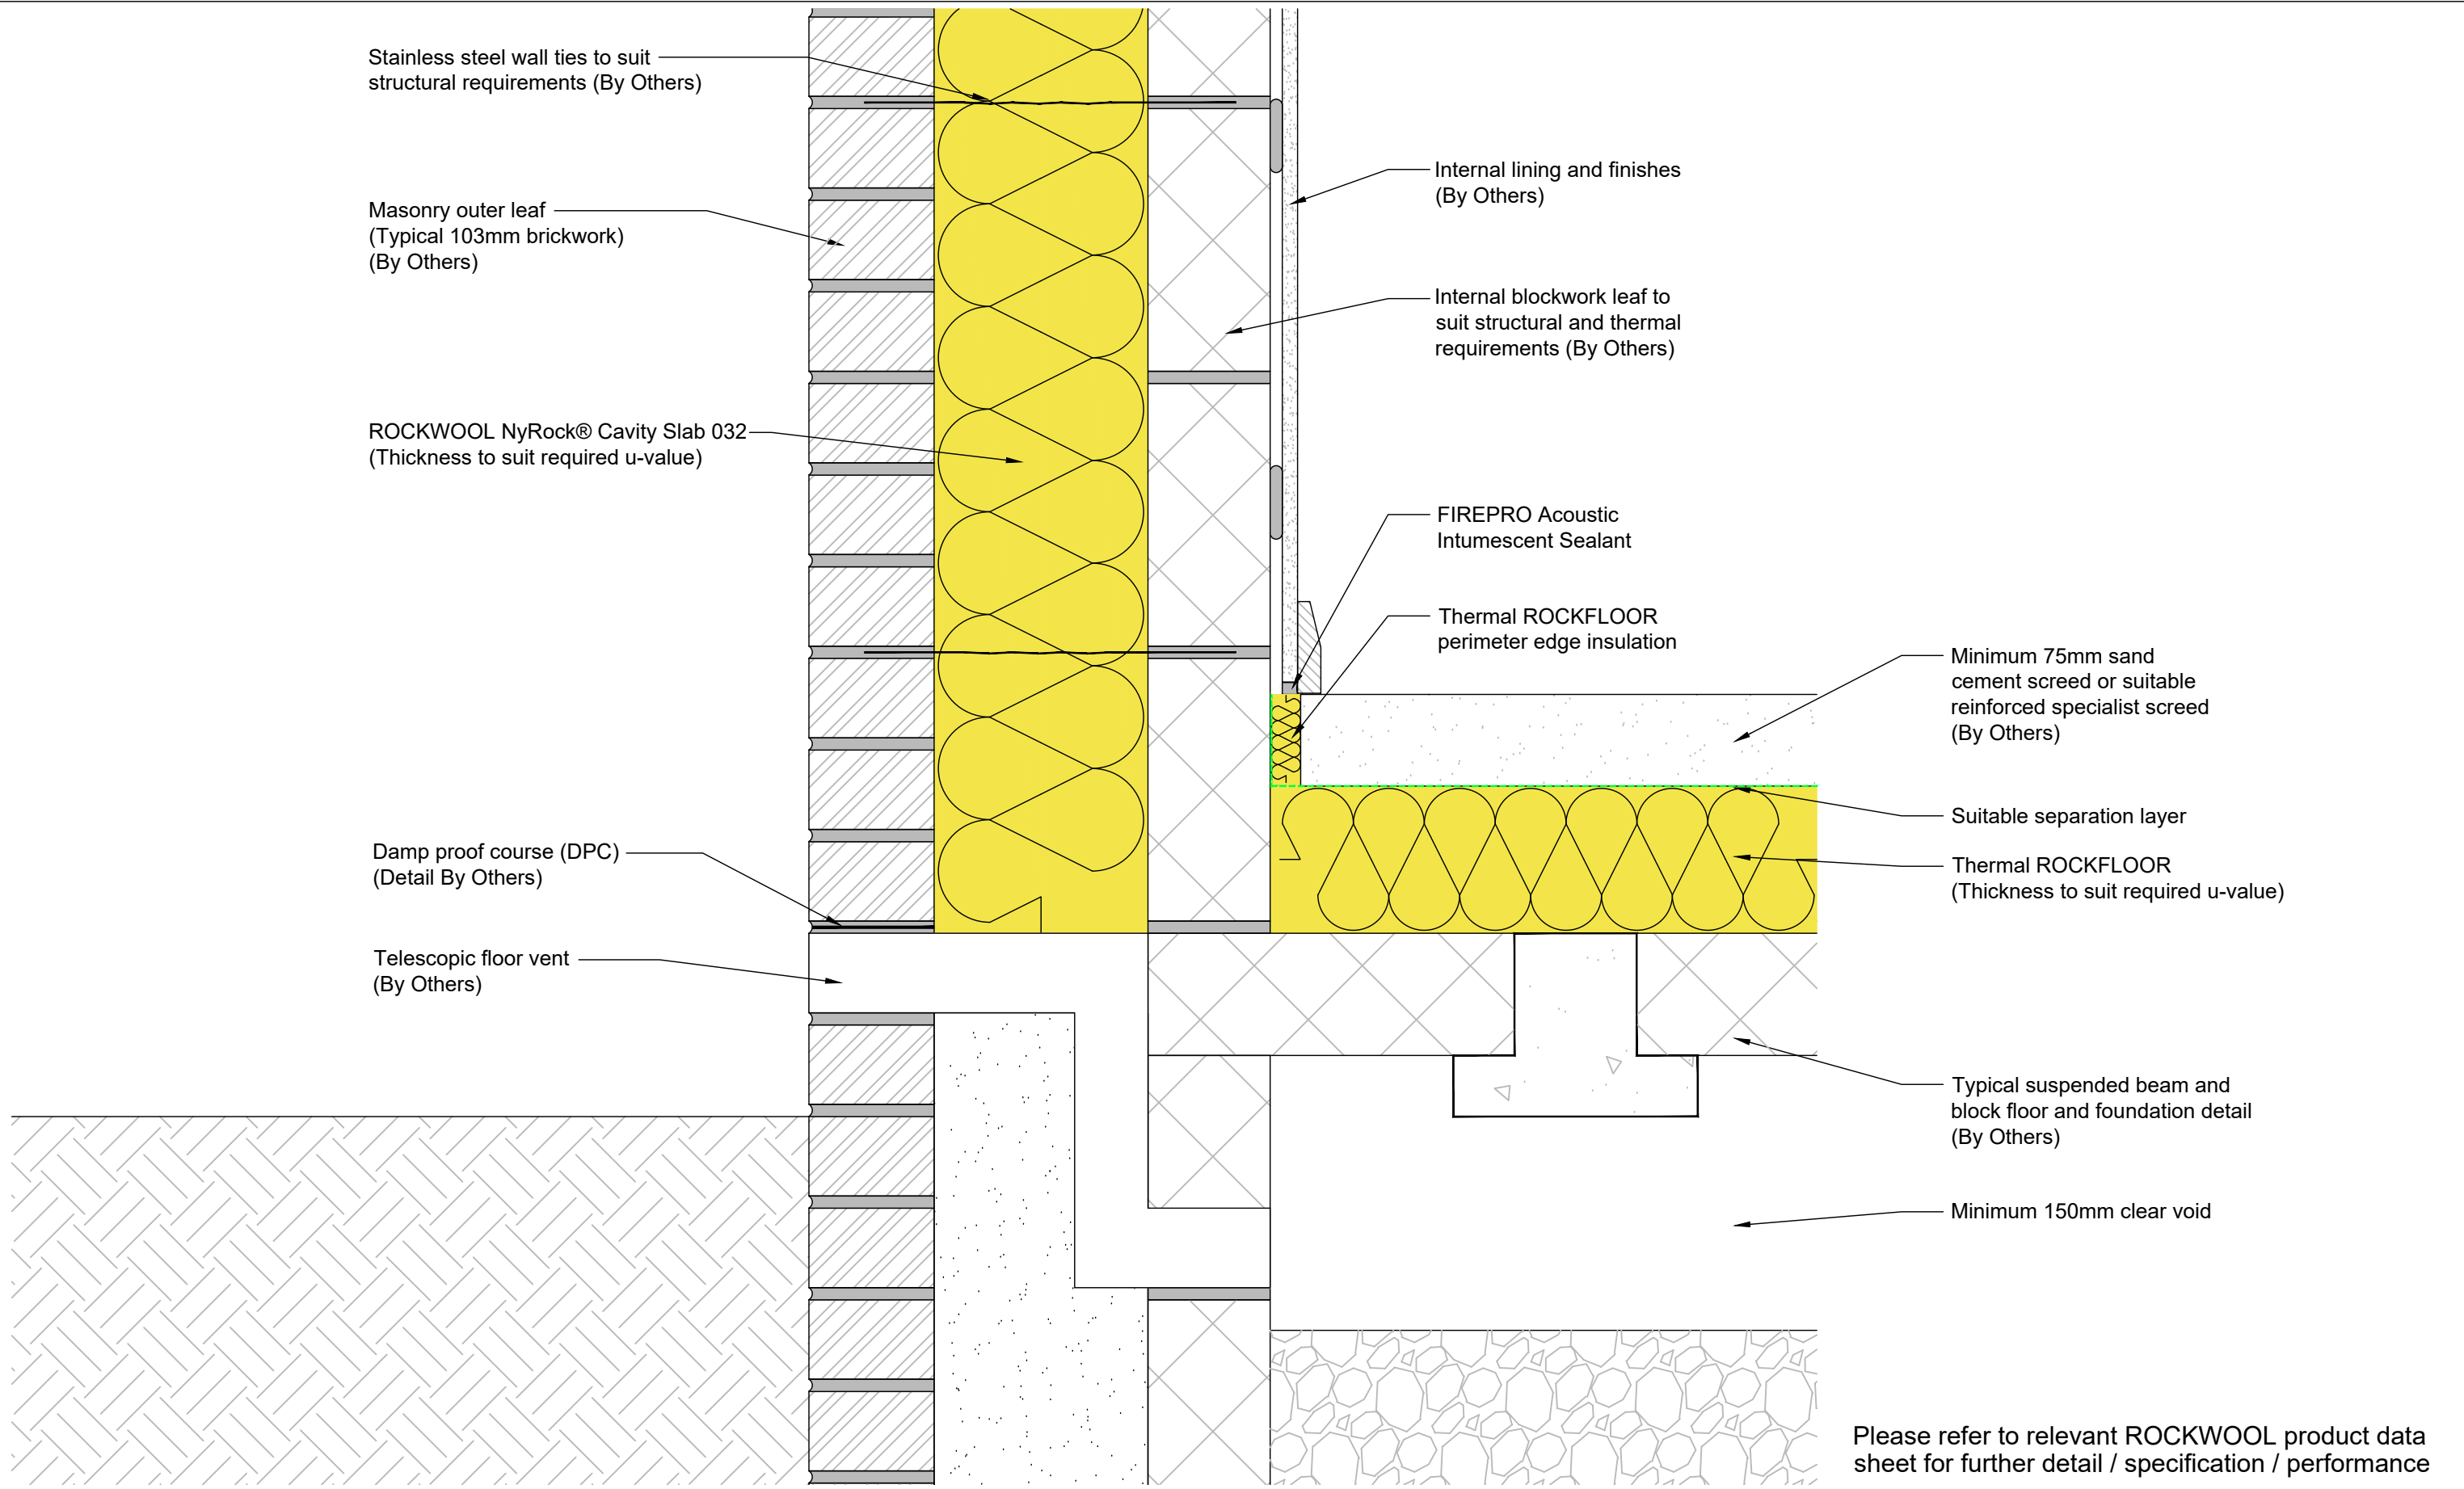 Stainless steel wall ties to suit
structural requirements (By Others)
Masonry outer leaf
(Typical 103mm brickwork)
(By Others)
ROCKWOOL NyRock® Cavity Slab 032
(Thickness to suit required u-value)
Damp proof course (DPC)
(Detail By Others)
Telescopic floor vent
(By Others)
Internal lining and finishes
(By Others)
Internal blockwork leaf to
suit structural and thermal
requirements (By Others)
FIREPRO Acoustic
Intumescent Sealant
Thermal ROCKFLOOR
perimeter edge insulation
Minimum 75mm sand
cement screed or suitable
reinforced specialist screed
(By Others)
Suitable separation layer
Thermal ROCKFLOOR
(Thickness to suit required u-value)
Typical suspended beam and
block floor and foundation detail
(By Others)
Minimum 150mm clear void
Please refer to relevant ROCKWOOL product data
sheet for further detail / specification / performance